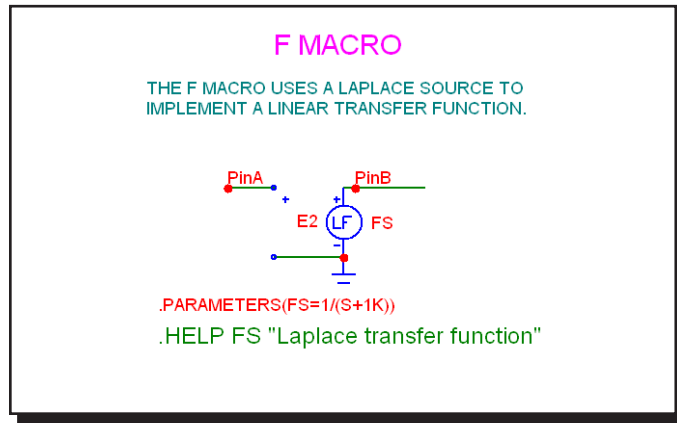 F MACRO
THE F MACRO USES A LAPLACE SOURCE TO
IMPLEMENT A LINEAR TRANSFER FUNCTION.
PinA
PinB
+
+
E2
LF
FS
-
.PARAMETERS(FS=1/(S+1K))
.HELP FS "Laplace transfer function"